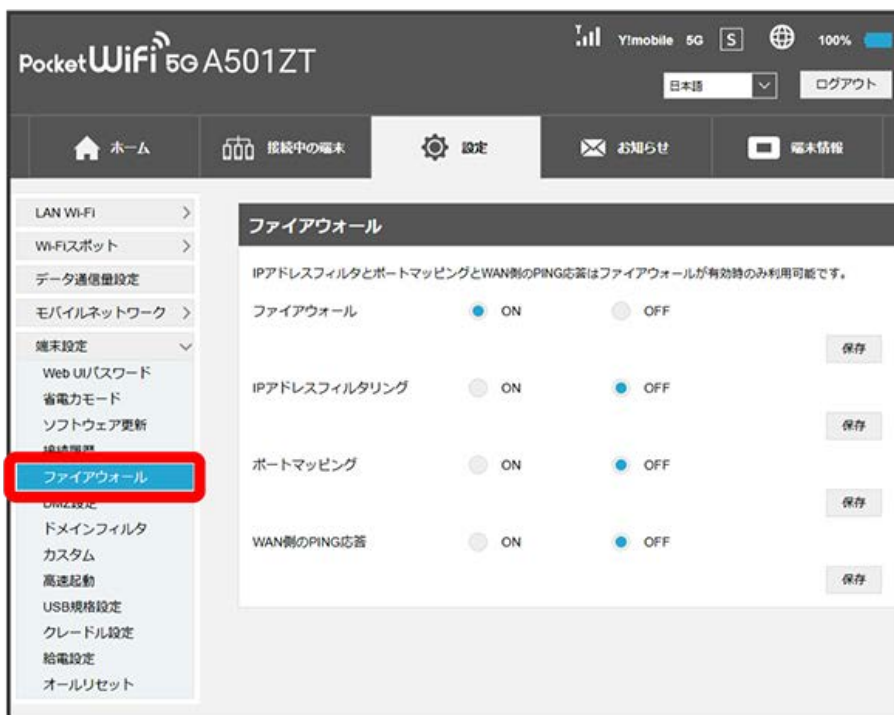 PocketWiFi 5G A501ZT
Y!mobile 5G S 100%
日本語 ログアウト
ホーム 接続中の端末 設定 お知らせ 端末情報
LAN Wi-Fi
Wi-Fiスポット
データ通信量設定
モバイルネットワーク
端末設定
Web UIパスワード
省電力モード
ソフトウェア更新
接続履歴
ファイアウォール
DMZ設定
ドメインフィルタ
カスタム
高速起動
USB規格設定
クレードル設定
給電設定
オールリセット
ファイアウォール
IPアドレスフィルタとポートマッピングとWAN側のPING応答はファイアウォールが有効時のみ利用可能です。
ファイアウォール ON OFF
保存
IPアドレスフィルタリング ON OFF
保存
ポートマッピング ON OFF
保存
WAN側のPING応答 ON OFF
保存